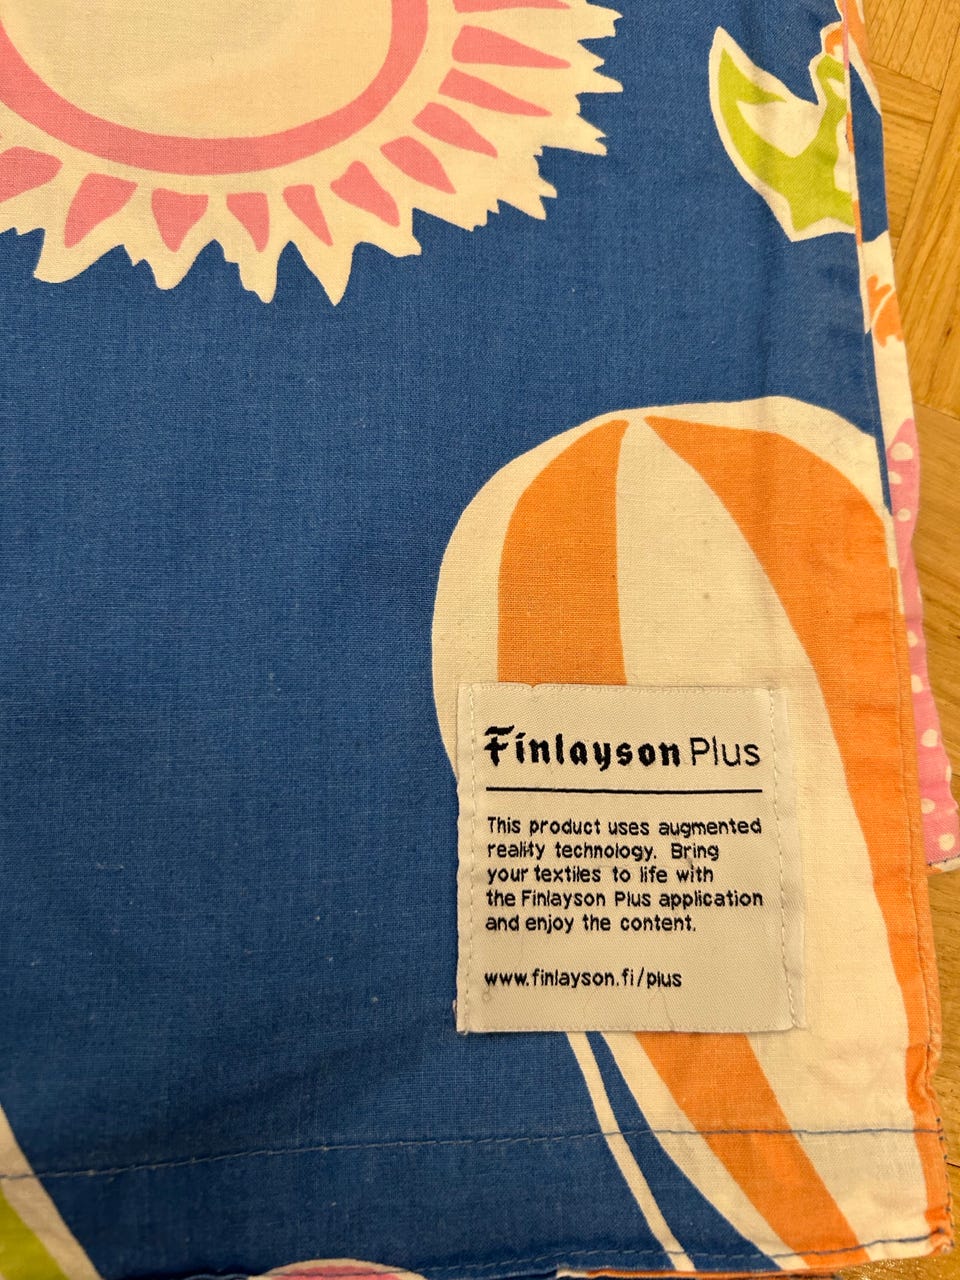 Finlayson Plus
This product uses augmented
reality technology. Bring
your textiles to life with
the Finlayson Plus application
and enjoy the content.
www.finlayson.fi/plus